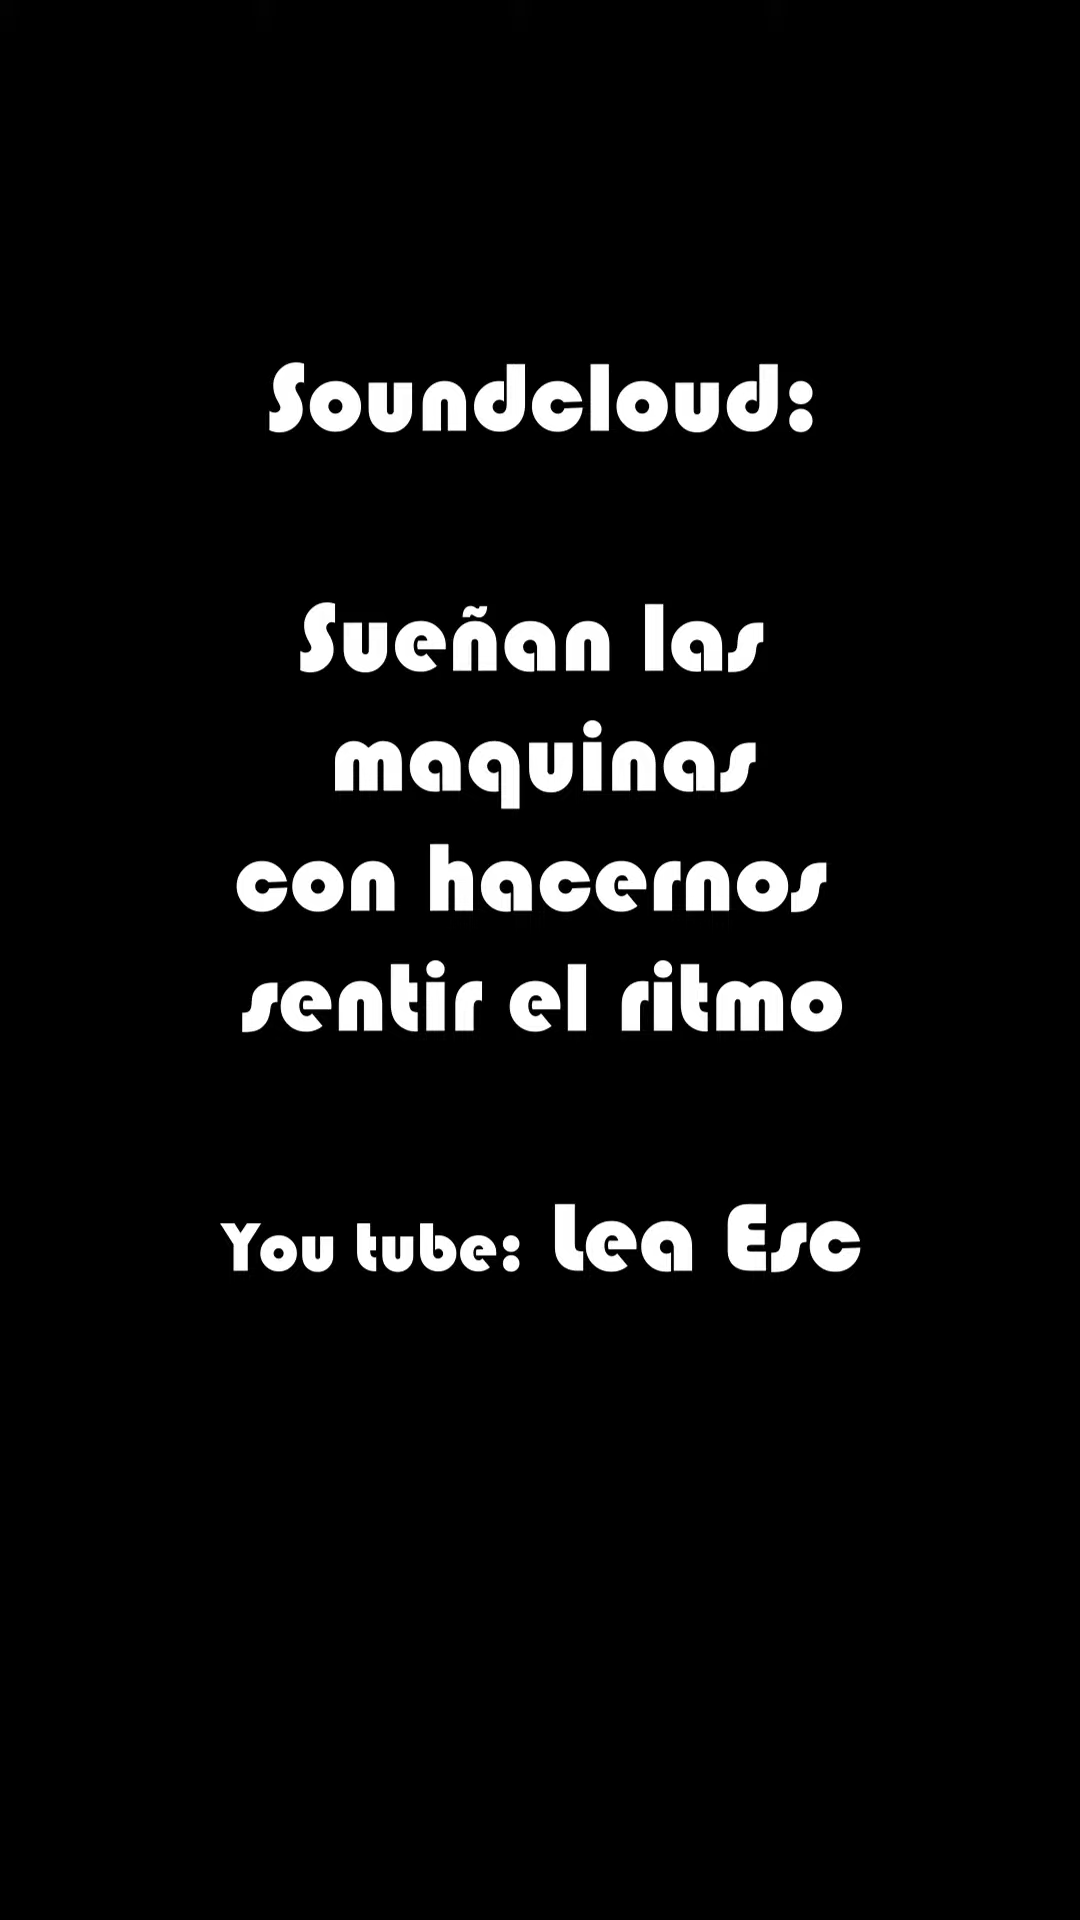 Soundcloud:
Sueñan las
maquinas
con hacernos
sentir el ritmo
You tube: Lea Esc